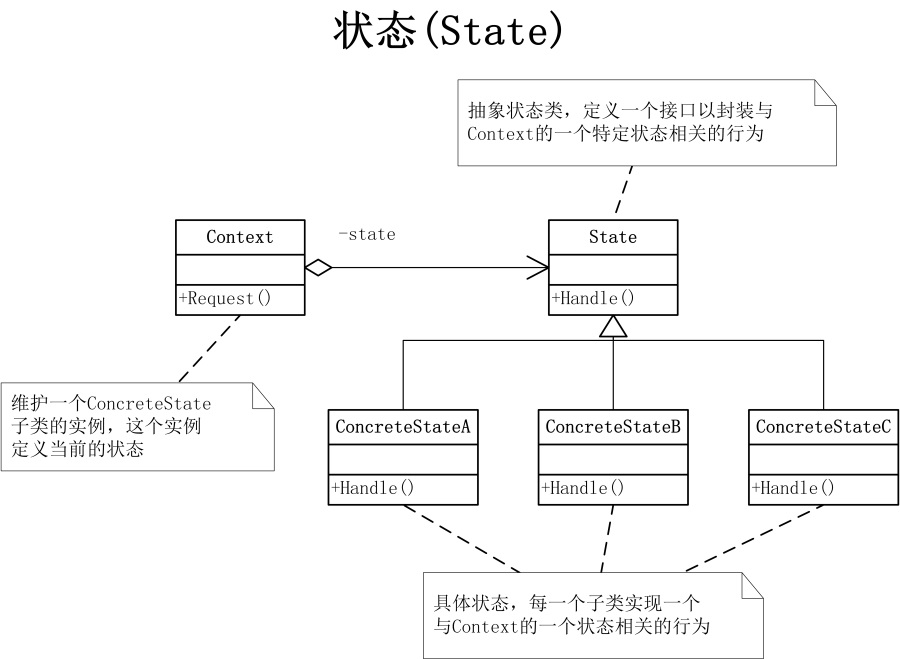 状态(State)
抽象状态类，定义一个接口以封装与
Context的一个特定状态相关的行为
Context
-state
State
+Request()
+Handle()
维护一个ConcreteState
子类的实例，这个实例
定义当前的状态
ConcreteStateA
ConcreteStateB
ConcreteStateC
+Handle()
+Handle()
+Handle()
具体状态，每一个子类实现一个
与Context的一个状态相关的行为